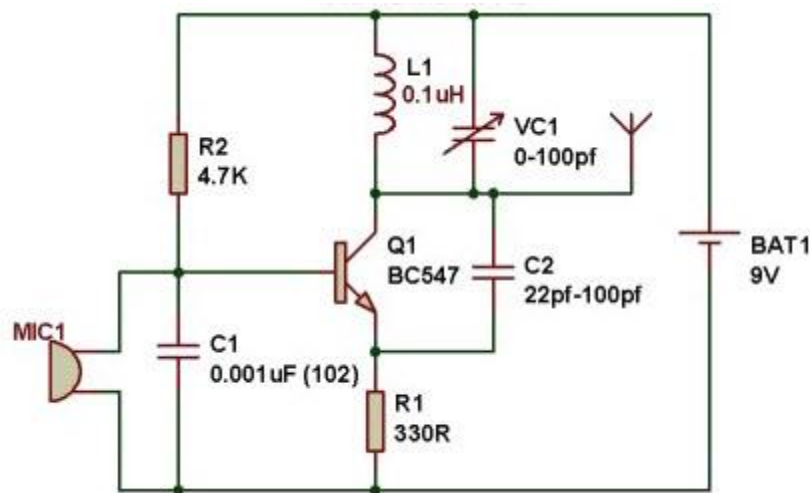 L1
0.1uH
VC1
0-100pf
R2
4.7K
Q1
BC547
C2
22pf-100pf
BAT1
9V
MIC1
C1
0.001uF (102)
R1
330R